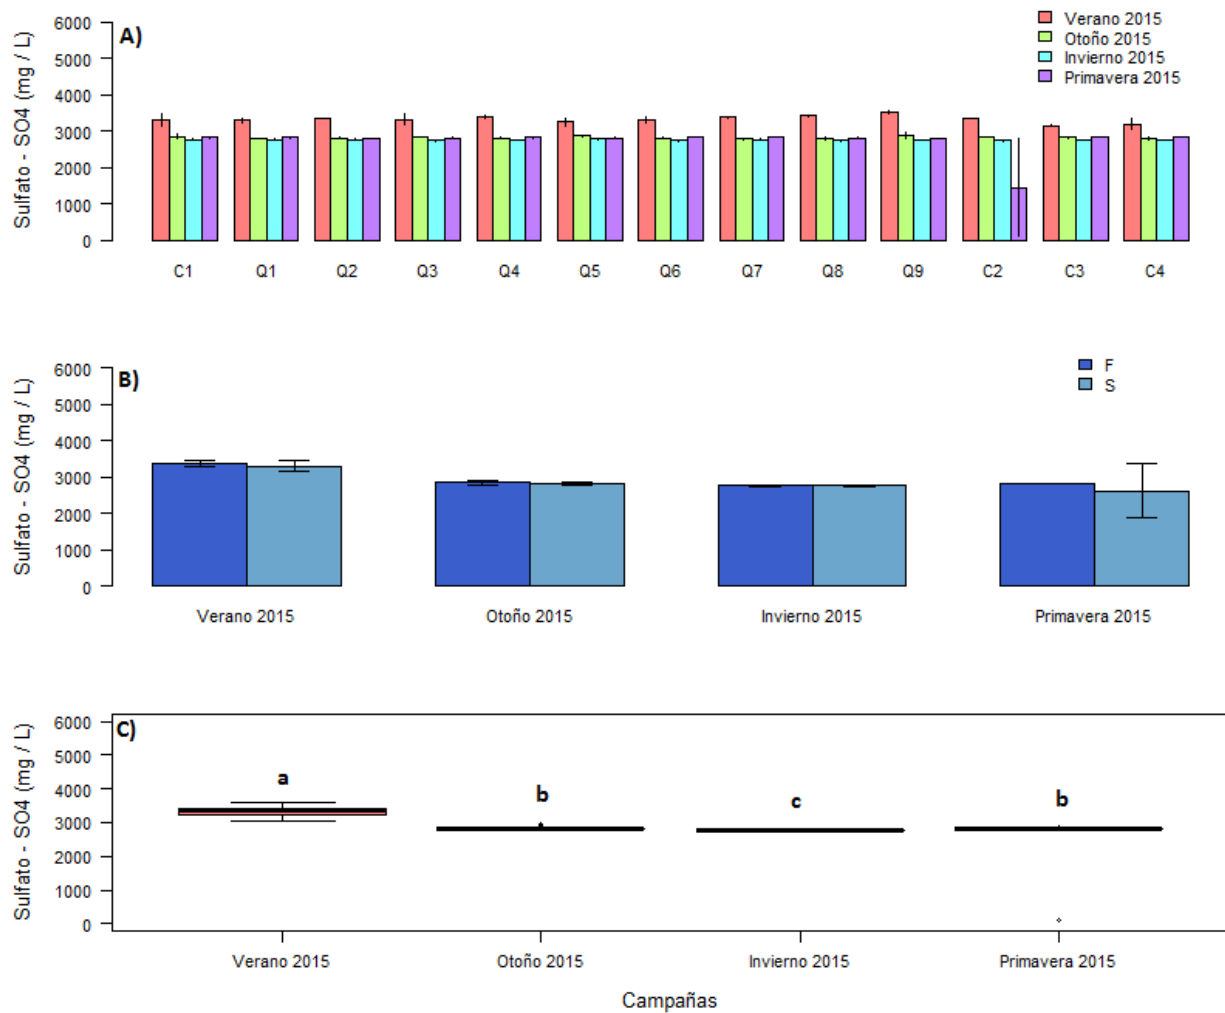 A)
Sulfato - SO4 (mg / L)
6000
5000
4000
3000
2000
1000
0
Verano 2015
Otoño 2015
Invierno 2015
Primavera 2015
C1 Q1 Q2 Q3 Q4 Q5 Q6 Q7 Q8 Q9 C2 C3 C4
B)
Sulfato - SO4 (mg / L)
6000
5000
4000
3000
2000
1000
0
F
S
Verano 2015 Otoño 2015 Invierno 2015 Primavera 2015
C)
Sulfato - SO4 (mg / L)
6000
5000
4000
3000
2000
1000
0
a b c b
Verano 2015 Otoño 2015 Invierno 2015 Primavera 2015
Campañas